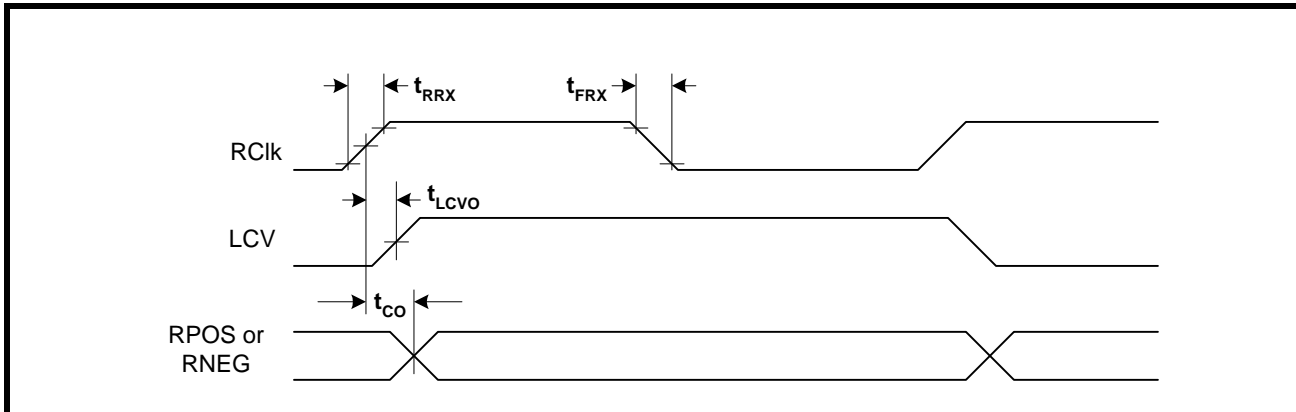 tRRX
tFRX
RClk
tLCVO
LCV
tCO
RPOS or
RNEG